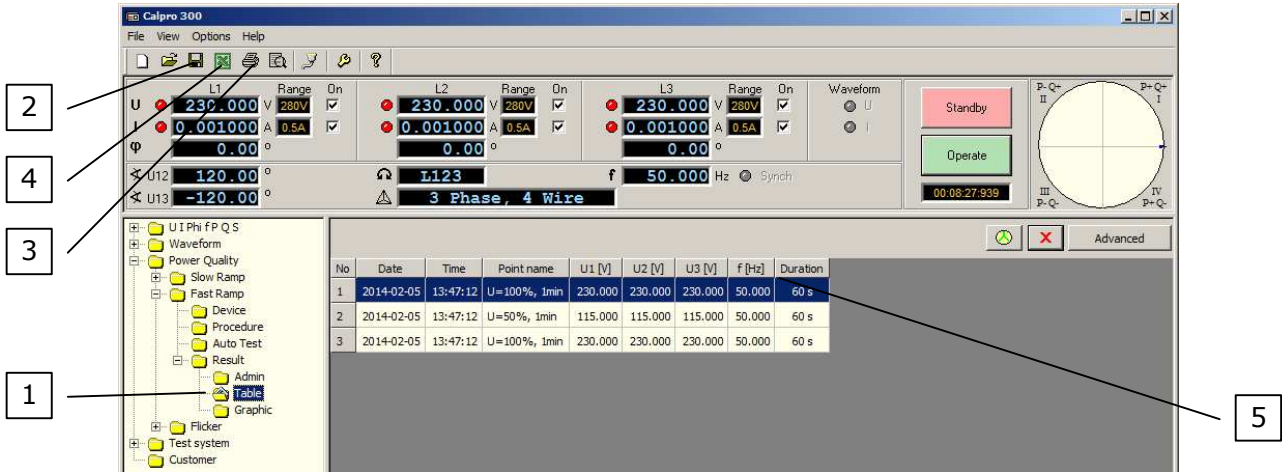 Calpro 300
File View Options Help
L1 Range On L2 Range On L3 Range On Waveform
U 230.000 V 280V 230.000 V 280V 230.000 V 280V U
I 0.001000 A 0.5A 0.001000 A 0.5A 0.001000 A 0.5A I
φ 0.00 ° 0.00 ° 0.00 °
U12 120.00 ° L123 f 50.000 Hz Synch
U13 -120.00 ° 3 Phase, 4 Wire
Standby
Operate
00:08:27:939
P- Q+ P+ Q+
II I
III IV
P- Q- P+ Q-
2
4
3
1
5
U I Phi f P Q S
Waveform
Power Quality
Slow Ramp
Fast Ramp
Device
Procedure
Auto Test
Result
Admin
Table
Graphic
Flicker
Test system
Customer
Advanced
No Date Time Point name U1 [V] U2 [V] U3 [V] f [Hz] Duration
1 2014-02-05 13:47:12 U=100%, 1min 230.000 230.000 230.000 50.000 60 s
2 2014-02-05 13:47:12 U=50%, 1min 115.000 115.000 115.000 50.000 60 s
3 2014-02-05 13:47:12 U=100%, 1min 230.000 230.000 230.000 50.000 60 s